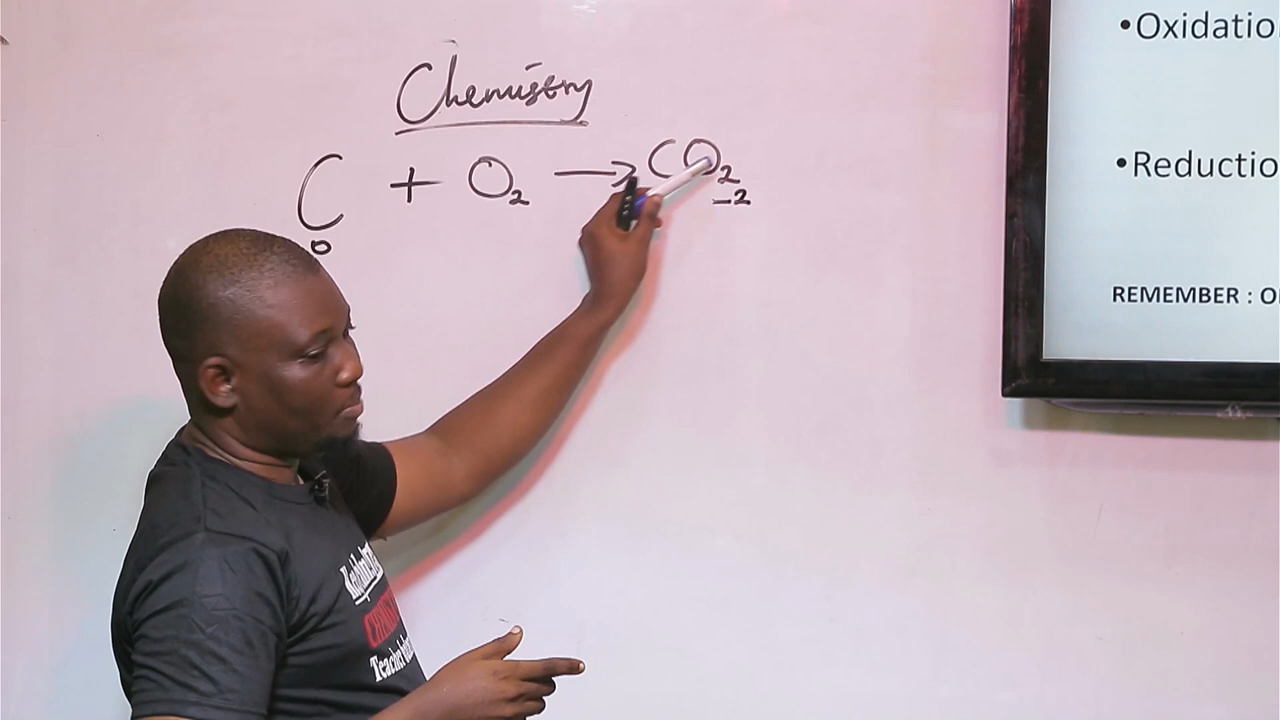 Chemistry
C + O₂ → CO₂
0
-2
•Oxidatio
•Reductio
REMEMBER : O